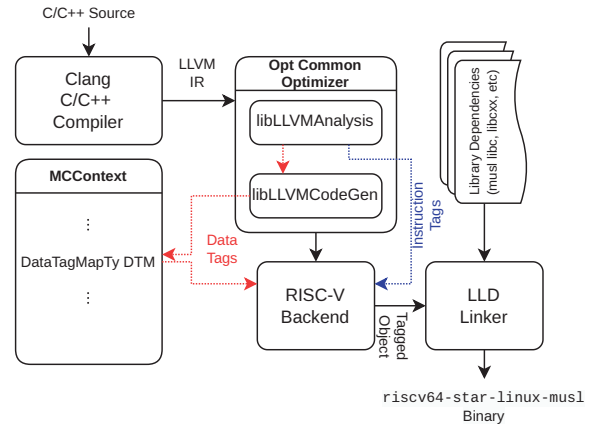 C/C++ Source
Clang
C/C++
Compiler
LLVM
IR
Opt Common
Optimizer
libLLVMAnalysis
libLLVMCodeGen
Library Dependencies
(musl libc, libcxx, etc)
MCContext
⋮
DataTagMapTy DTM
⋮
Data
Tags
Instruction
Tags
RISC-V
Backend
Tagged
Object
LLD
Linker
riscv64-star-linux-musl
Binary